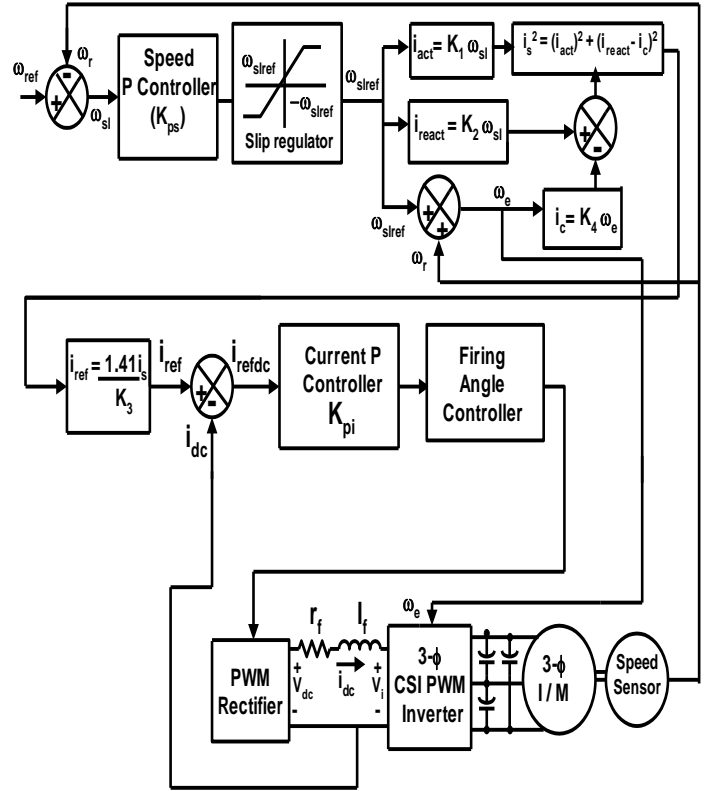 ω_ref
ω_r
-
+
ω_sl
Speed
P Controller
(K_ps)
ω_slref
-ω_slref
Slip regulator
ω_slref
i_act = K_1 ω_sl
i_s^2 = (i_act)^2 + (i_react - i_c)^2
i_react = K_2 ω_sl
+
-
ω_slref
+
+
ω_r
ω_e
i_c = K_4 ω_e
i_ref = 1.41i_s
K_3
i_ref
+
-
i_dc
i_refdc
Current P
Controller
K_pi
Firing
Angle
Controller
PWM
Rectifier
r_f
l_f
+
V_dc
-
i_dc
+
V_i
-
ω_e
3-ϕ
CSI PWM
Inverter
3-ϕ
I / M
Speed
Sensor